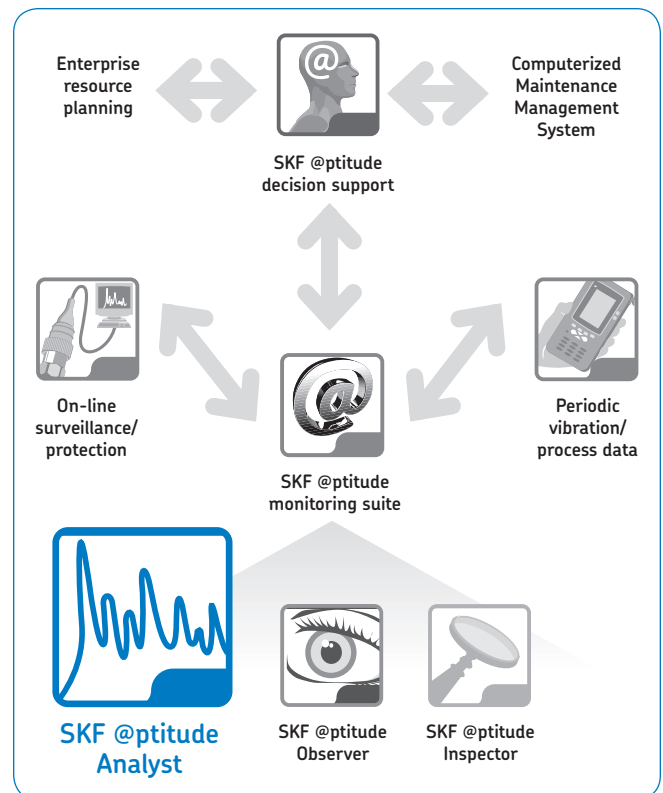 Enterprise
resource
planning
@
Computerized
Maintenance
Management
System
SKF @ptitude
decision support
On-line
surveillance/
protection
@
SKF @ptitude
monitoring suite
Periodic
vibration/
process data
SKF @ptitude
Analyst
SKF @ptitude
Observer
SKF @ptitude
Inspector